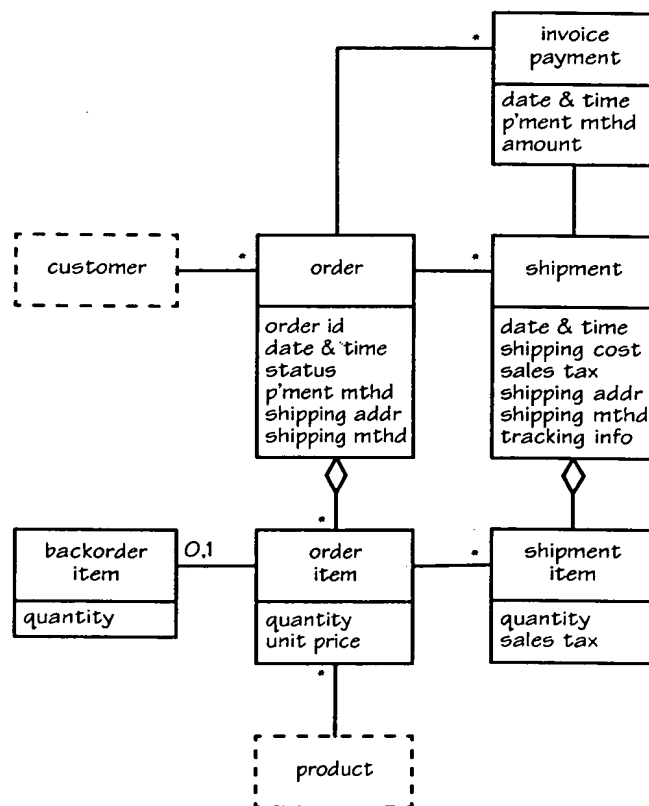 *
invoice
payment
date & time
p'ment mthd
amount
customer
*
order
order id
date & time
status
p'ment mthd
shipping addr
shipping mthd
*
shipment
date & time
shipping cost
sales tax
shipping addr
shipping mthd
tracking info
backorder
item
quantity
0,1
*
order
item
quantity
unit price
*
*
shipment
item
quantity
sales tax
product